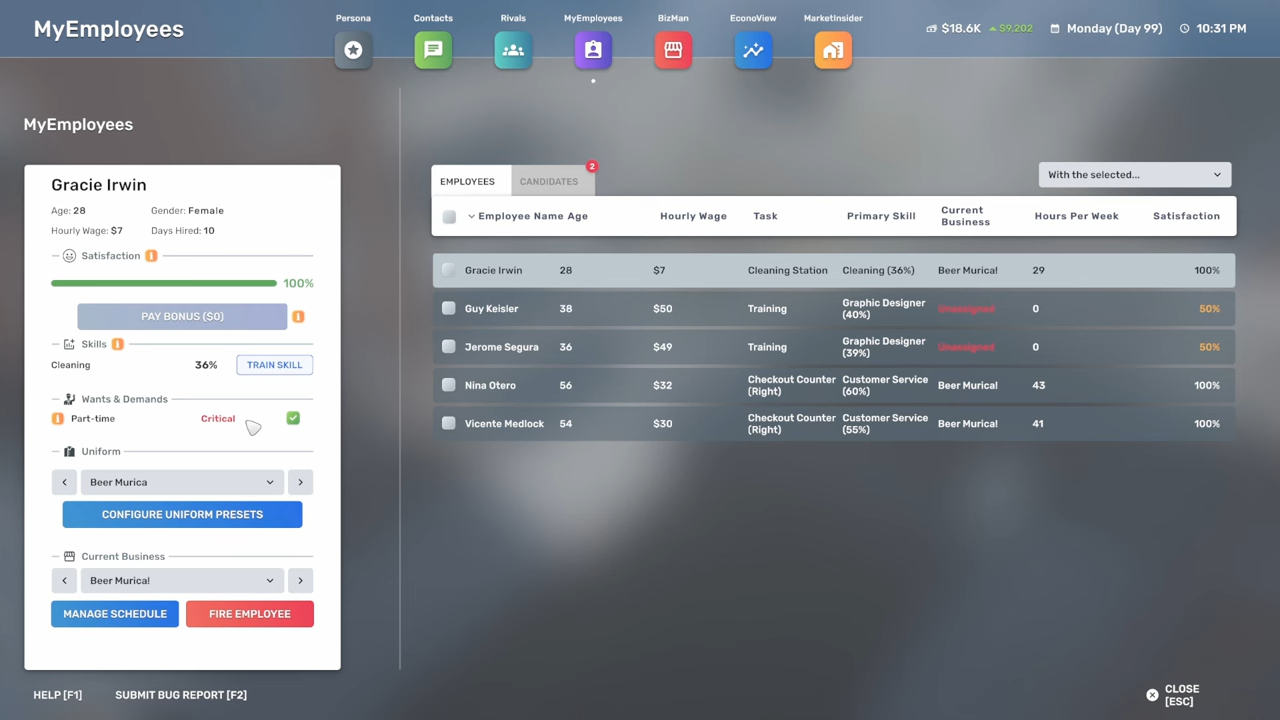 MyEmployees
Persona
Contacts
Rivals
MyEmployees
BizMan
EconoView
MarketInsider
$18.6K
$9,202
Monday (Day 99)
10:31 PM
MyEmployees
Gracie Irwin
Age: 28
Gender: Female
Hourly Wage: $7
Days Hired: 10
Satisfaction
100%
PAY BONUS ($0)
Skills
Cleaning
36%
TRAIN SKILL
Wants & Demands
Part-time
Critical
Uniform
Beer Murica
CONFIGURE UNIFORM PRESETS
Current Business
Beer Murica!
MANAGE SCHEDULE
FIRE EMPLOYEE
EMPLOYEES
CANDIDATES
2
With the selected...
Employee Name Age Hourly Wage Task Primary Skill Current Business Hours Per Week Satisfaction
Gracie Irwin 28 $7 Cleaning Station Cleaning (36%) Beer Murica! 29 100%
Guy Keisler 38 $50 Training Graphic Designer (40%) Unassigned 0 50%
Jerome Segura 36 $49 Training Graphic Designer (39%) Unassigned 0 50%
Nina Otero 56 $32 Checkout Counter (Right) Customer Service (60%) Beer Murica! 43 100%
Vicente Medlock 54 $30 Checkout Counter (Right) Customer Service (55%) Beer Murica! 41 100%
HELP [F1]
SUBMIT BUG REPORT [F2]
CLOSE
[ESC]